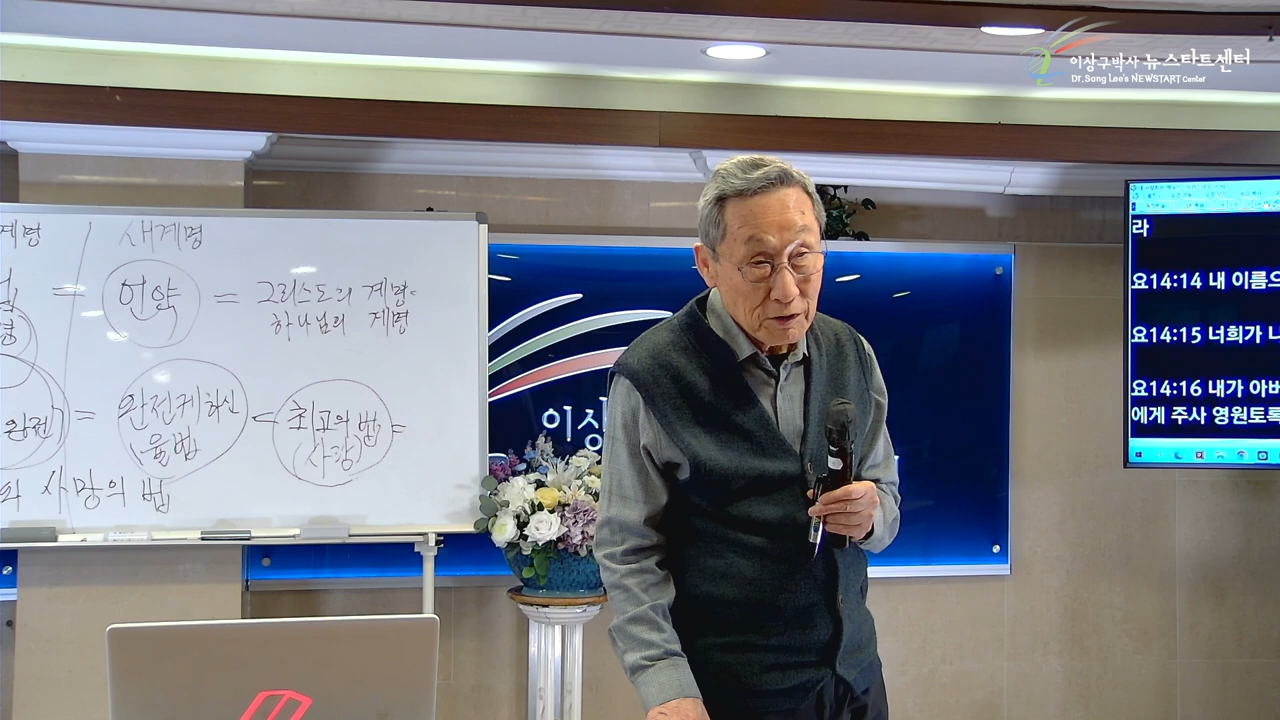 이상구박사 뉴스타트센터
Dr. Sang Lee's NEWSTART Center
계명 새계명
= 언약 = 그리스도의 계명=
하나님의 계명
완전 = 완전케 하신 = 최고의 법 =
(율법 (사랑)
사망의 법
이상
라
요14:14 내 이름으
요14:15 너희가 나
요14:16 내가 아버
에게 주사 영원토록